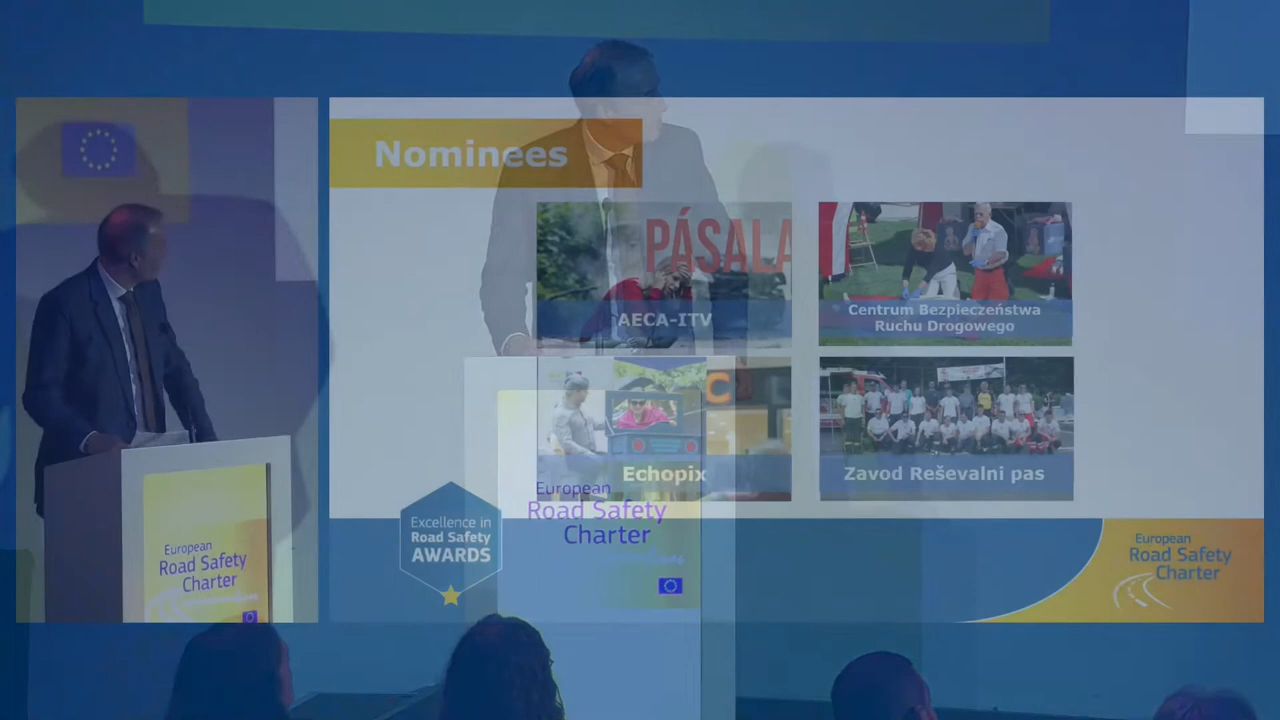 Nominees
PÁSALA
AECA-ITV
Centrum Bezpieczeństwa
Ruchu Drogowego
C
Echopix
Zavod Reševalni pas
Excellence in
Road Safety
AWARDS
European
Road Safety
Charter
European
Road Safety
Charter
European
Road Safety
Charter